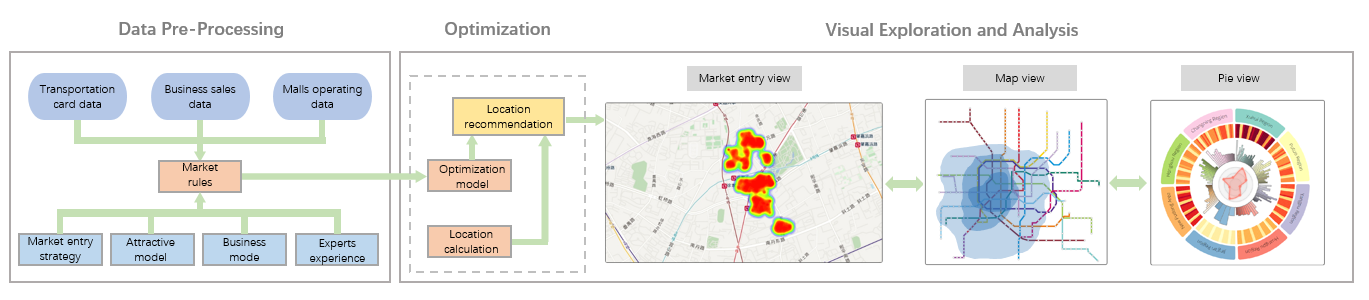 Data Pre-Processing
Optimization
Visual Exploration and Analysis
Transportation
card data
Business sales
data
Malls operating
data
Market
rules
Market entry
strategy
Attractive
model
Business
mode
Experts
experience
Location
recommendation
Optimization
model
Location
calculation
Market entry view
Map view
Pie view
Changning Region